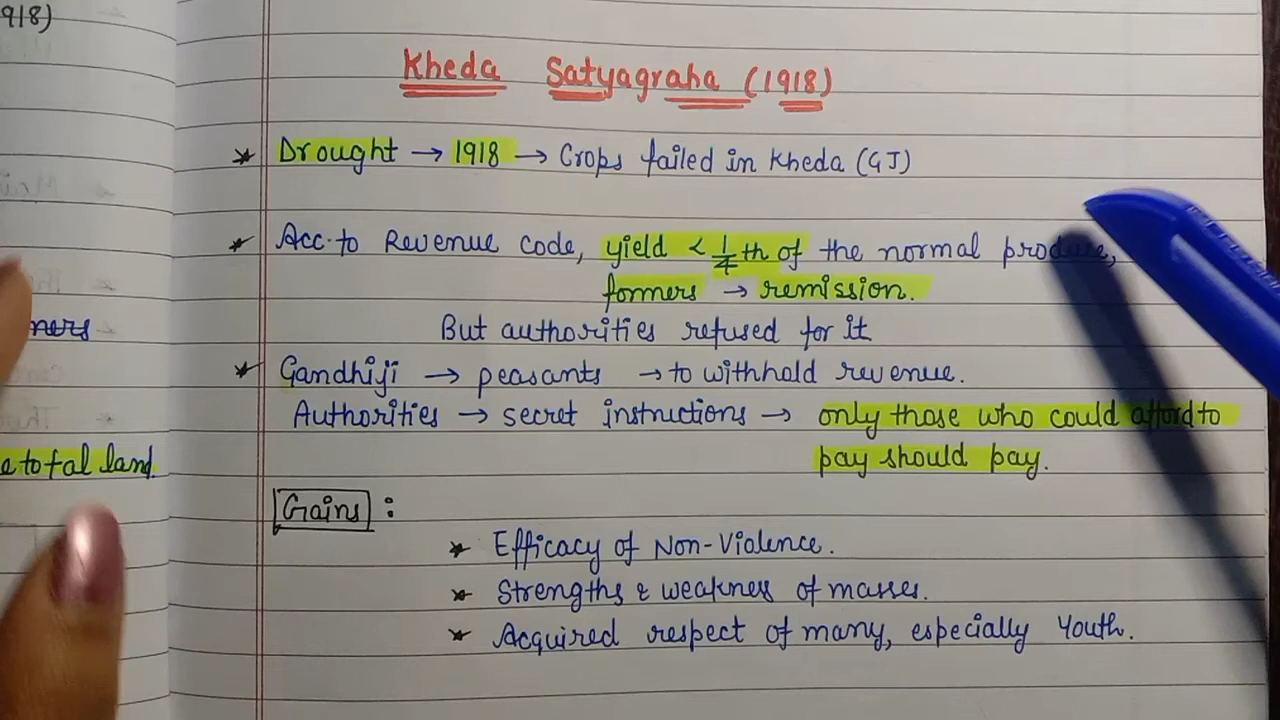 918)
Kheda Satyagraha (1918)
* Drought → 1918 → Crops failed in Kheda (GJ)
* Acc. to Revenue code, yield < 1/4 th of the normal produce,
formers → remission.
But authorities refused for it
ners
* Gandhiji → peasants → to withhold revenue.
Authorities → secret instructions → only those who could afford to
pay should pay.
e total land.
Gains :
* Efficacy of Non-Violence.
* Strengths & weakness of masses.
* Acquired respect of many, especially Youth.